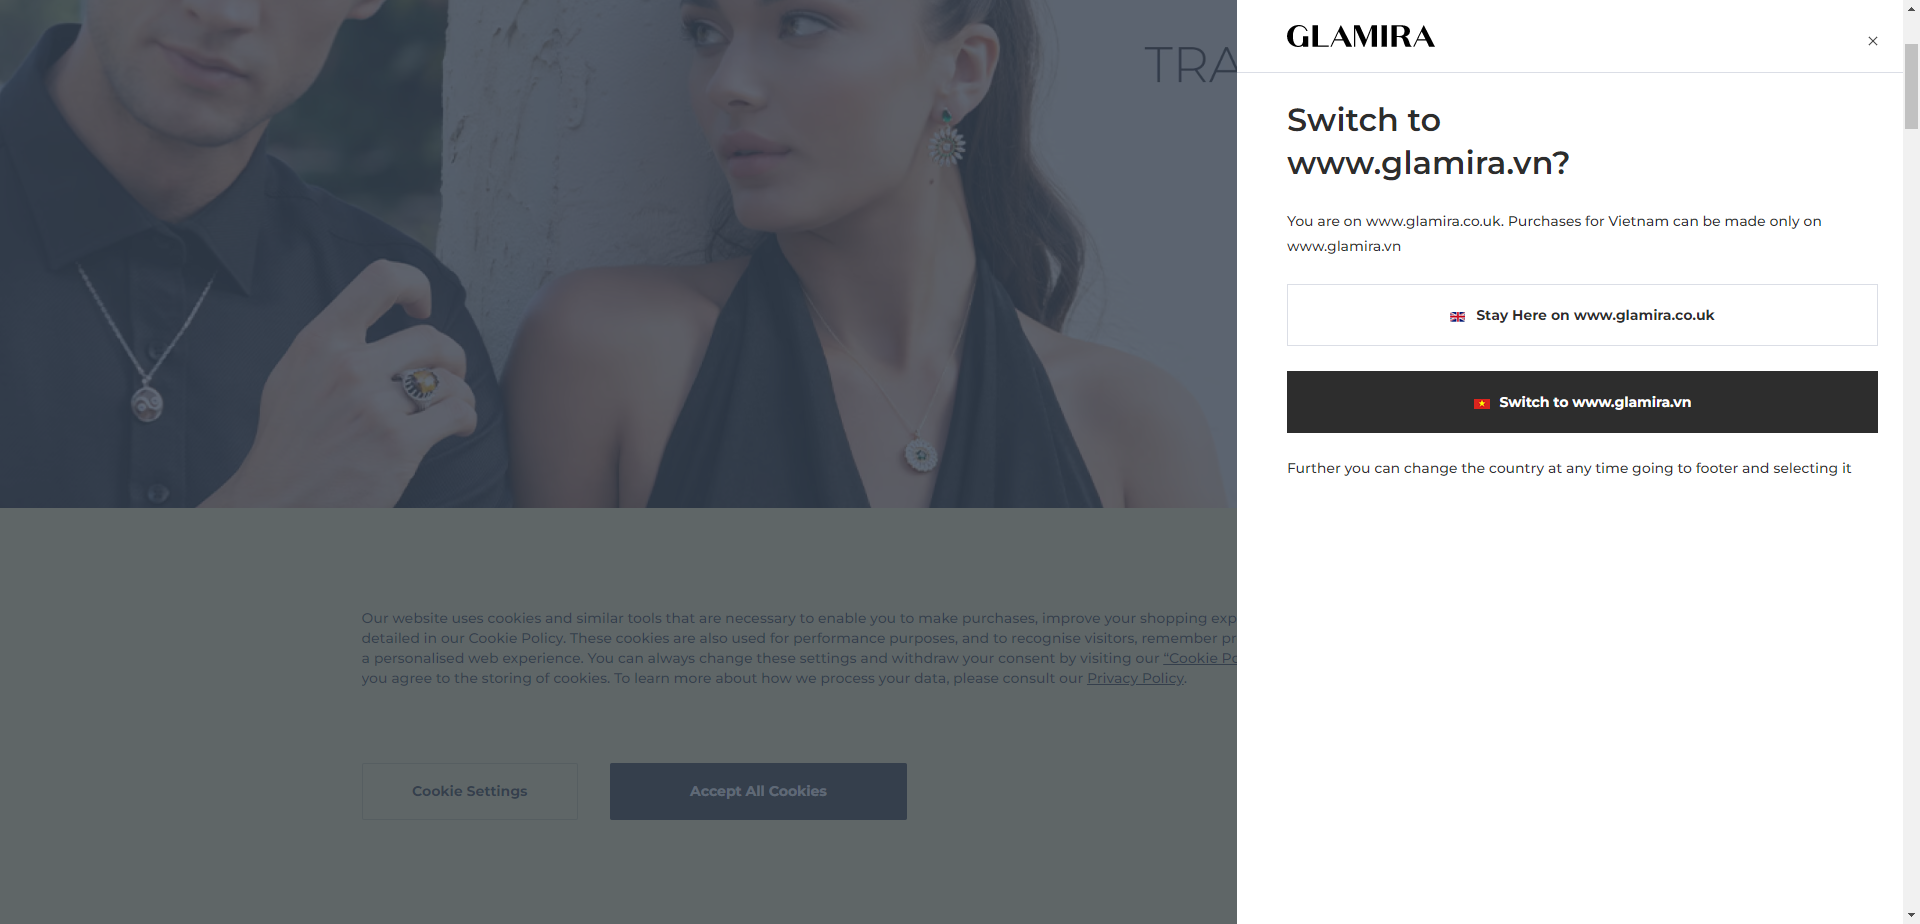 TRA
GLAMIRA
Switch to
www.glamira.vn?
You are on www.glamira.co.uk. Purchases for Vietnam can be made only on
www.glamira.vn
Stay Here on www.glamira.co.uk
Switch to www.glamira.vn
Further you can change the country at any time going to footer and selecting it
Our website uses cookies and similar tools that are necessary to enable you to make purchases, improve your shopping exp
detailed in our Cookie Policy. These cookies are also used for performance purposes, and to recognise visitors, remember pr
a personalised web experience. You can always change these settings and withdraw your consent by visiting our “Cookie Po
you agree to the storing of cookies. To learn more about how we process your data, please consult our Privacy Policy.
Cookie Settings
Accept All Cookies